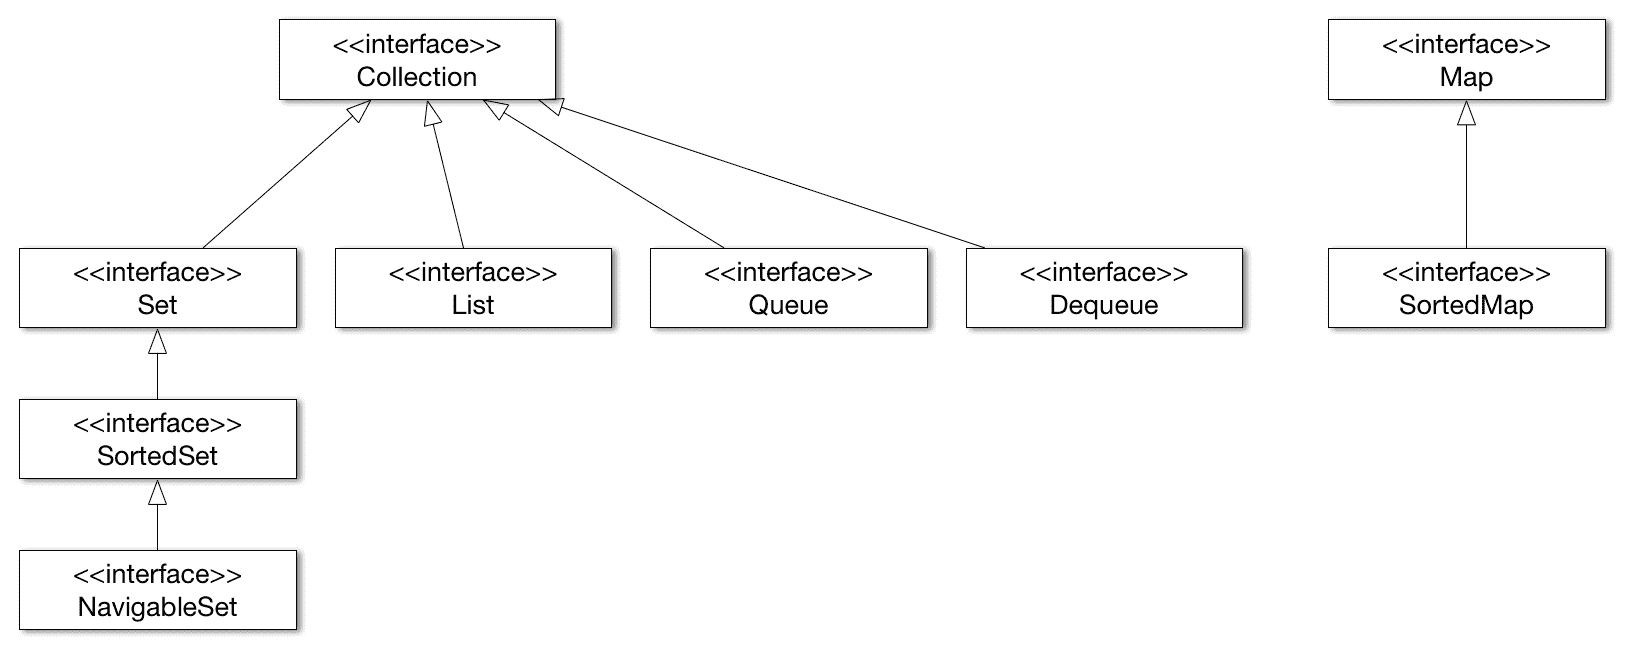 <<interface>>
Collection
<<interface>>
Map
<<interface>>
Set
<<interface>>
List
<<interface>>
Queue
<<interface>>
Dequeue
<<interface>>
SortedMap
<<interface>>
SortedSet
<<interface>>
NavigableSet